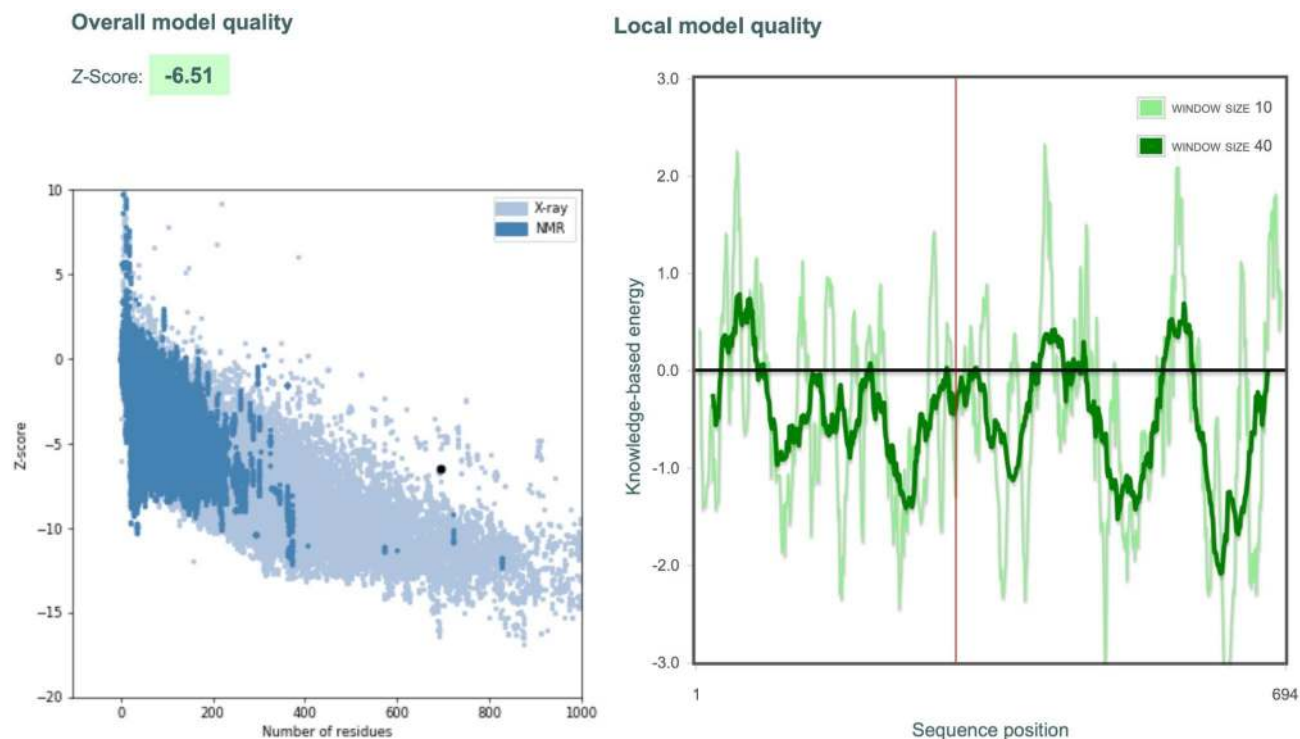 Overall model quality
Z-Score: -6.51
10
5
0
−5
−10
−15
−20
Z-score
X-ray
NMR
0
200
400
600
800
1000
Number of residues
Local model quality
3.0
2.0
1.0
0.0
-1.0
-2.0
-3.0
Knowledge-based energy
WINDOW SIZE 10
WINDOW SIZE 40
1
694
Sequence position